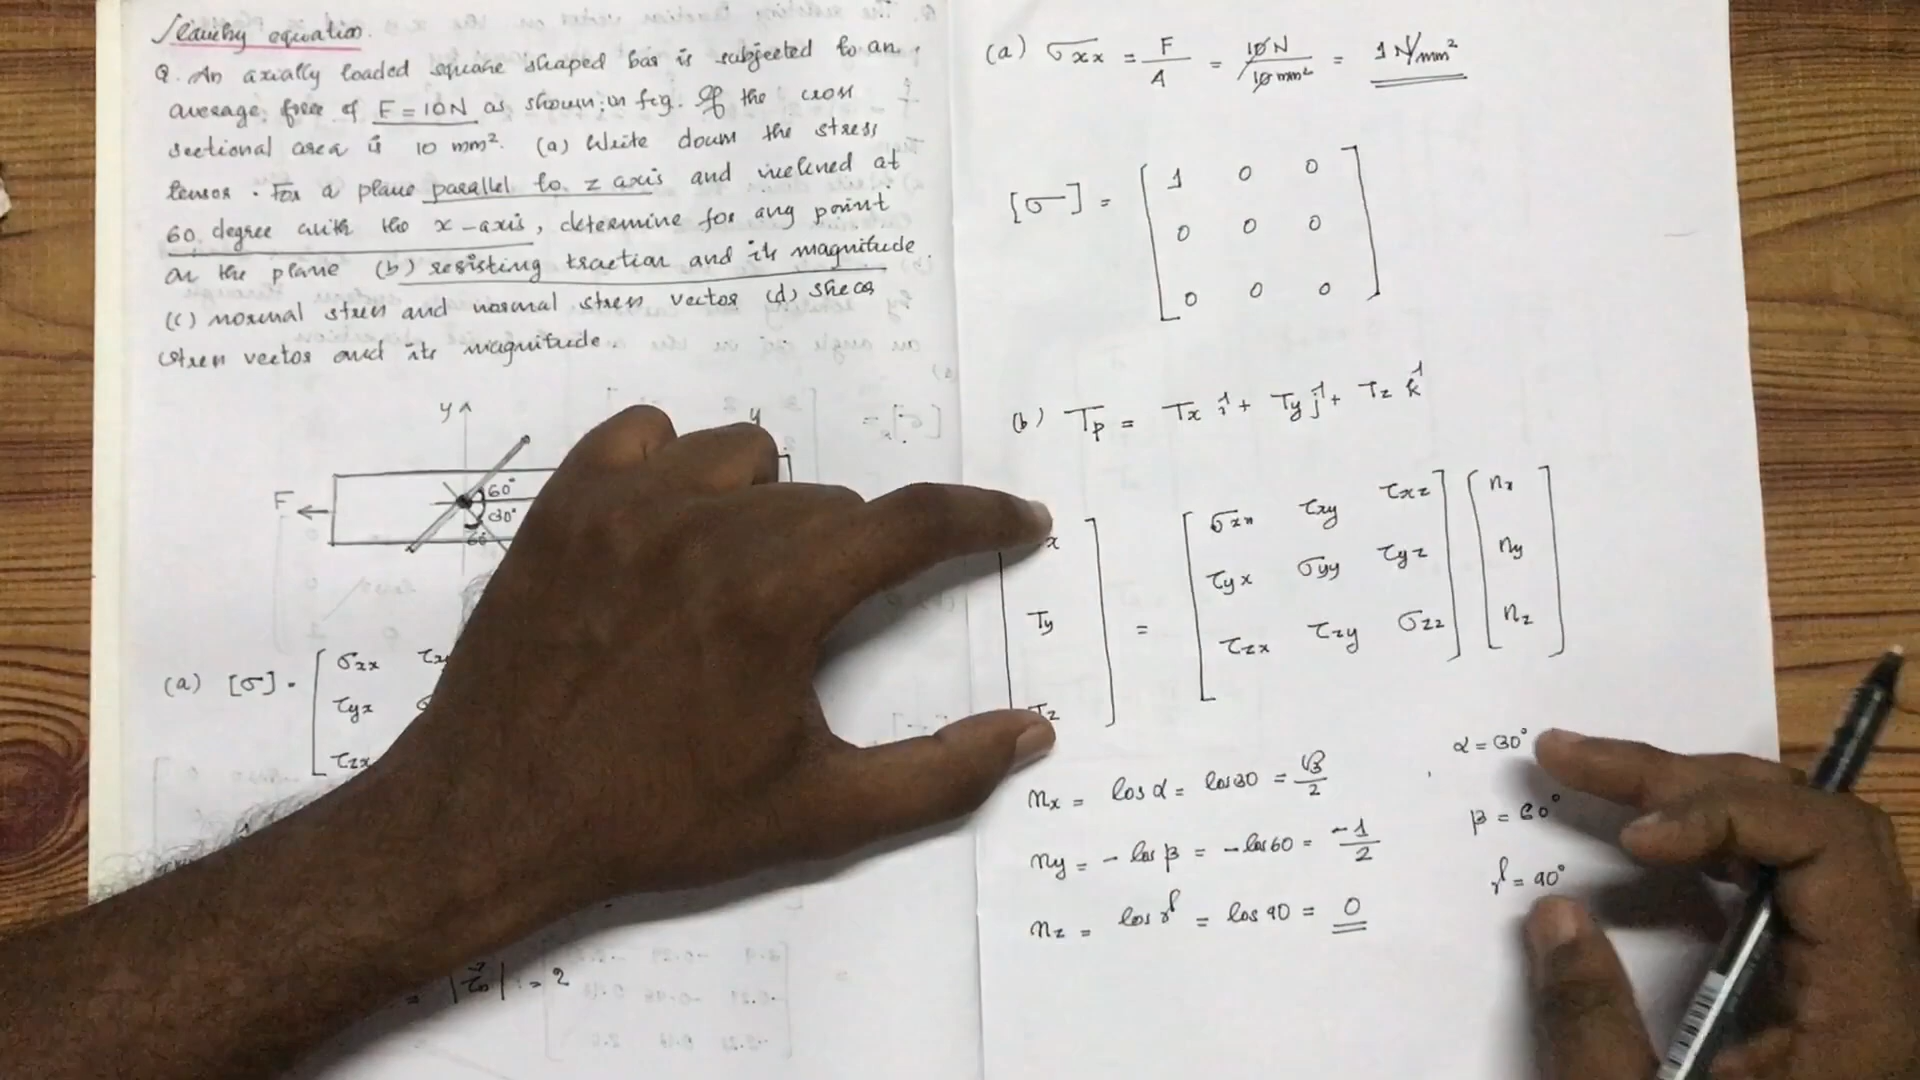 Cauchy equation.
Q. An axially loaded square shaped bar is subjected to an
average force of F = 10N as shown in fig. If the cross
sectional area is 10 mm². (a) Write down the stress
tensor. For a plane parallel to z axis and inclined at
60 degree with the x-axis, determine for any point
on the plane (b) resisting traction and its magnitude
(c) normal stress and normal stress vector (d) shear
stress vector and its magnitude.
y y
F 60°
30°
60
(a) [σ] =
σxx
τyx
τzx
= |τ| = 2
(a) σxx = F/A = 10N/10mm² = 1 N/mm²
[σ] =
1 0 0
0 0 0
0 0 0
(b) Tp = Tx i + Ty j + Tz k
x σxx τxy τxz nx
Ty = τyx σyy τyz ny
Tz τzx τzy σzz nz
nx = cos α = cos 30 = √3/2 , α = 30°
ny = - cos β = - cos 60 = -1/2 β = 60°
nz = cos γ = cos 90 = 0 γ = 90°